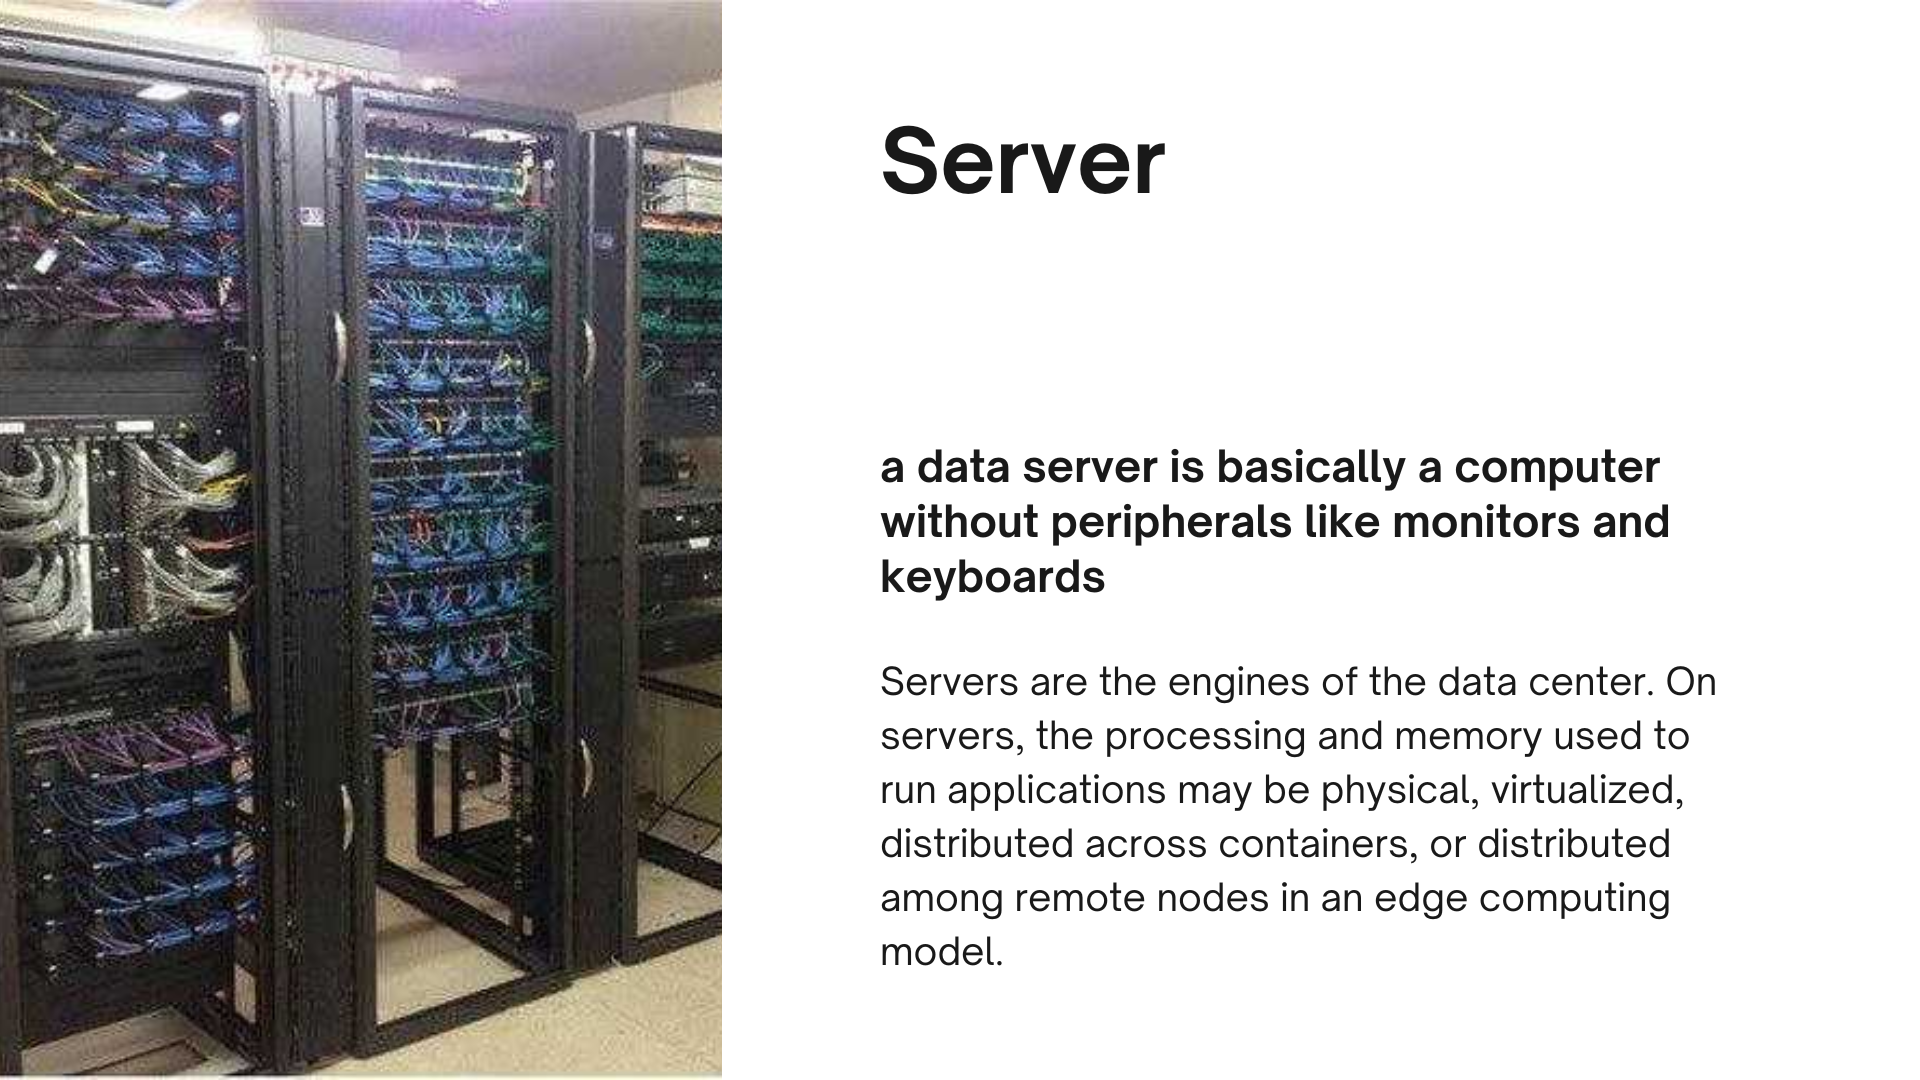 Server
a data server is basically a computer
without peripherals like monitors and
keyboards
Servers are the engines of the data center. On
servers, the processing and memory used to
run applications may be physical, virtualized,
distributed across containers, or distributed
among remote nodes in an edge computing
model.